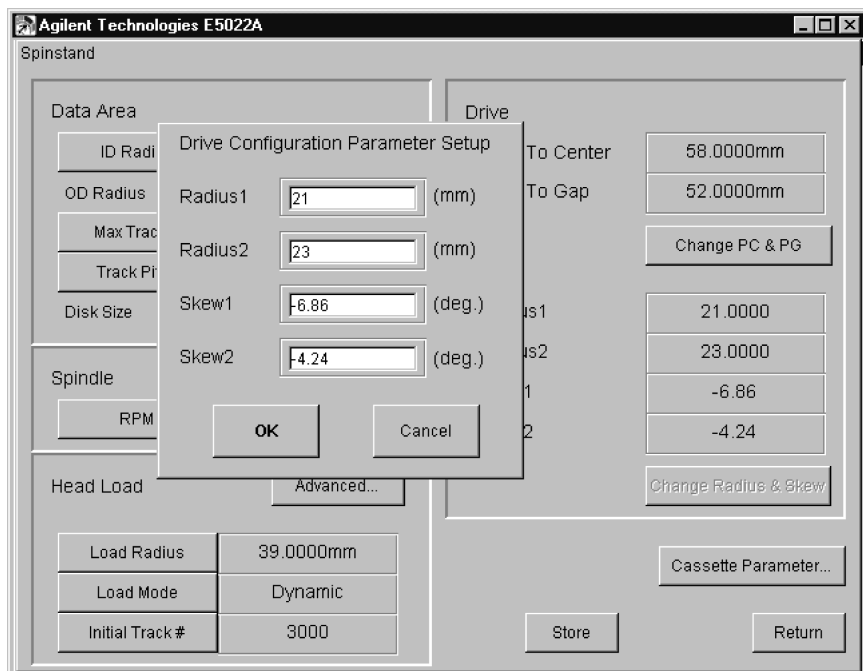 Agilent Technologies E5022A
Spinstand
Data Area
ID Radi
OD Radius
Max Trac
Track Pi
Disk Size
Spindle
RPM
Head Load
Advanced...
Load Radius 39.0000mm
Load Mode Dynamic
Initial Track # 3000
Drive Configuration Parameter Setup
Radius1 21 (mm)
Radius2 23 (mm)
Skew1 -6.86 (deg.)
Skew2 -4.24 (deg.)
OK Cancel
Drive
To Center 58.0000mm
To Gap 52.0000mm
Change PC & PG
us1 21.0000
us2 23.0000
1 -6.86
2 -4.24
Change Radius & Skew
Cassette Parameter...
Store Return